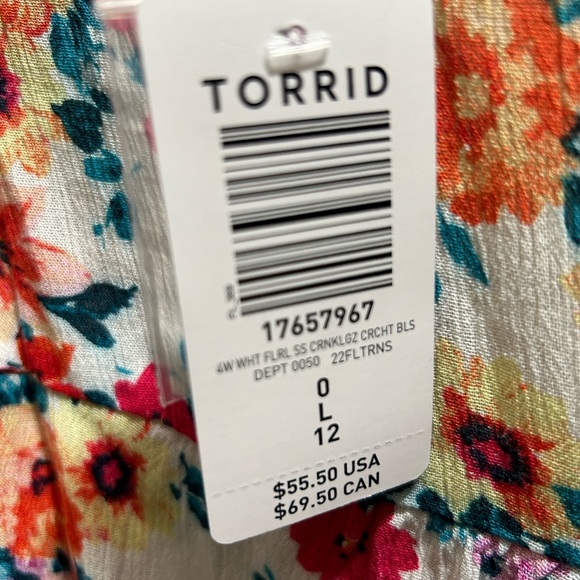 TORRID
17657967
4W WHT FLRL SS CRNKLGZ CRCHT BLS
DEPT 0050 22FLTRNS
0
L
12
$55.50 USA
$69.50 CAN